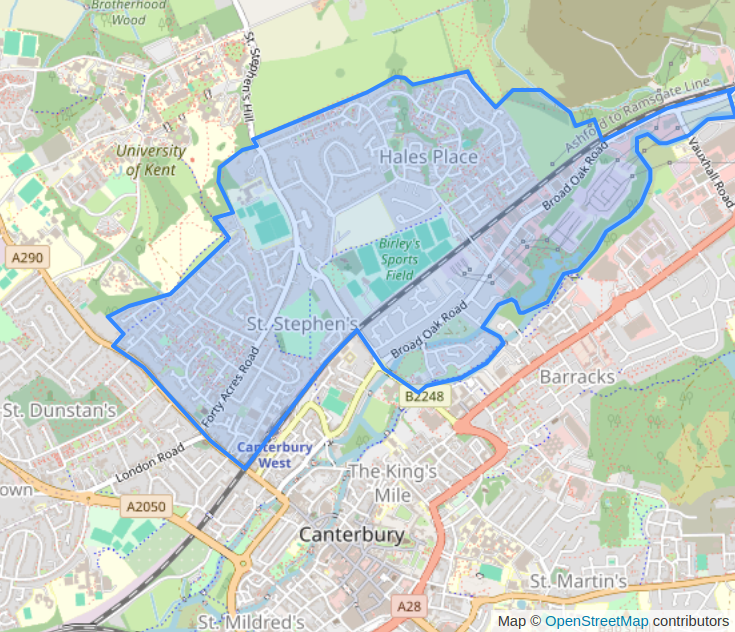 Brotherhood
Wood
St. Stephen's Hill
Ashford to Ramsgate Line
University
of Kent
Hales Place
Broad Oak Road
Vauxhall Road
A290
Birley's
Sports
Field
St. Stephen's
Broad Oak Road
Forty Acres Road
Barracks
B2248
St. Dunstan's
London Road
Canterbury
West
The King's
Mile
own
A2050
Canterbury
St. Martin's
A28
St. Mildred's
Map © OpenStreetMap contributors